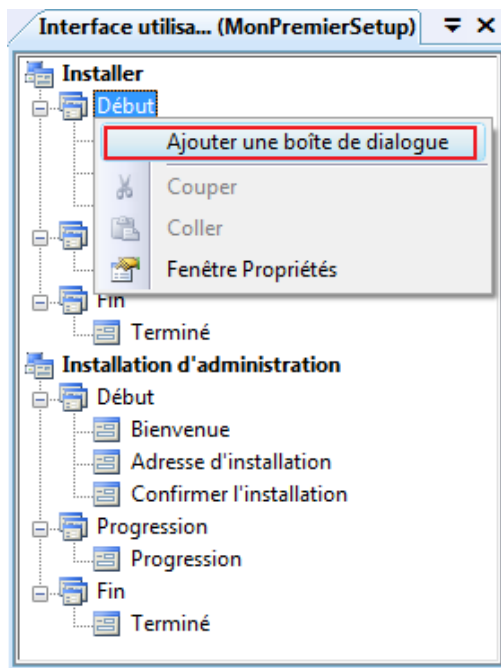 Interface utilisa... (MonPremierSetup)
Installer
Début
Ajouter une boîte de dialogue
Couper
Coller
Fenêtre Propriétés
Fin
Terminé
Installation d'administration
Début
Bienvenue
Adresse d'installation
Confirmer l'installation
Progression
Progression
Fin
Terminé